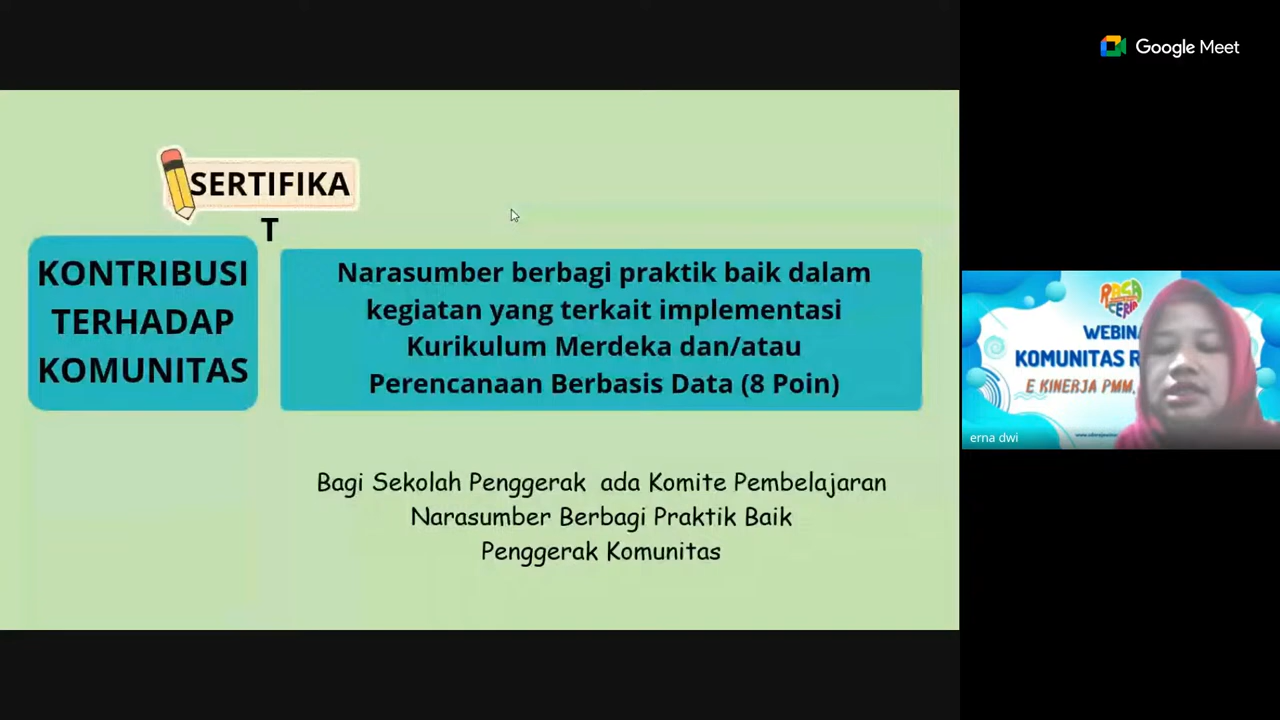 Google Meet
SERTIFIKA
T
KONTRIBUSI
TERHADAP
KOMUNITAS
Narasumber berbagi praktik baik dalam
kegiatan yang terkait implementasi
Kurikulum Merdeka dan/atau
Perencanaan Berbasis Data (8 Poin)
Bagi Sekolah Penggerak ada Komite Pembelajaran
Narasumber Berbagi Praktik Baik
Penggerak Komunitas
RAGA
CERIA
WEBINA
KOMUNITAS R
E KINERJA PMM,
erna dwi